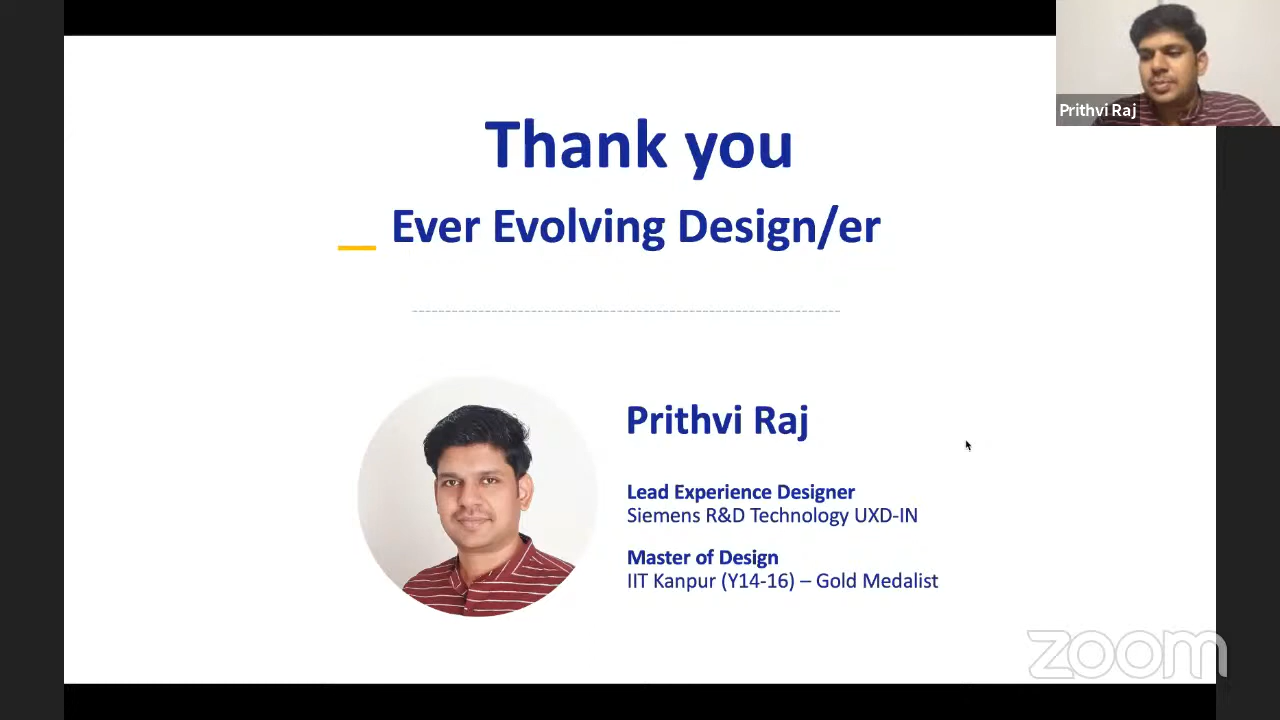 Prithvi Raj
Thank you
_ Ever Evolving Design/er
Prithvi Raj
Lead Experience Designer
Siemens R&D Technology UXD-IN
Master of Design
IIT Kanpur (Y14-16) – Gold Medalist
zoom